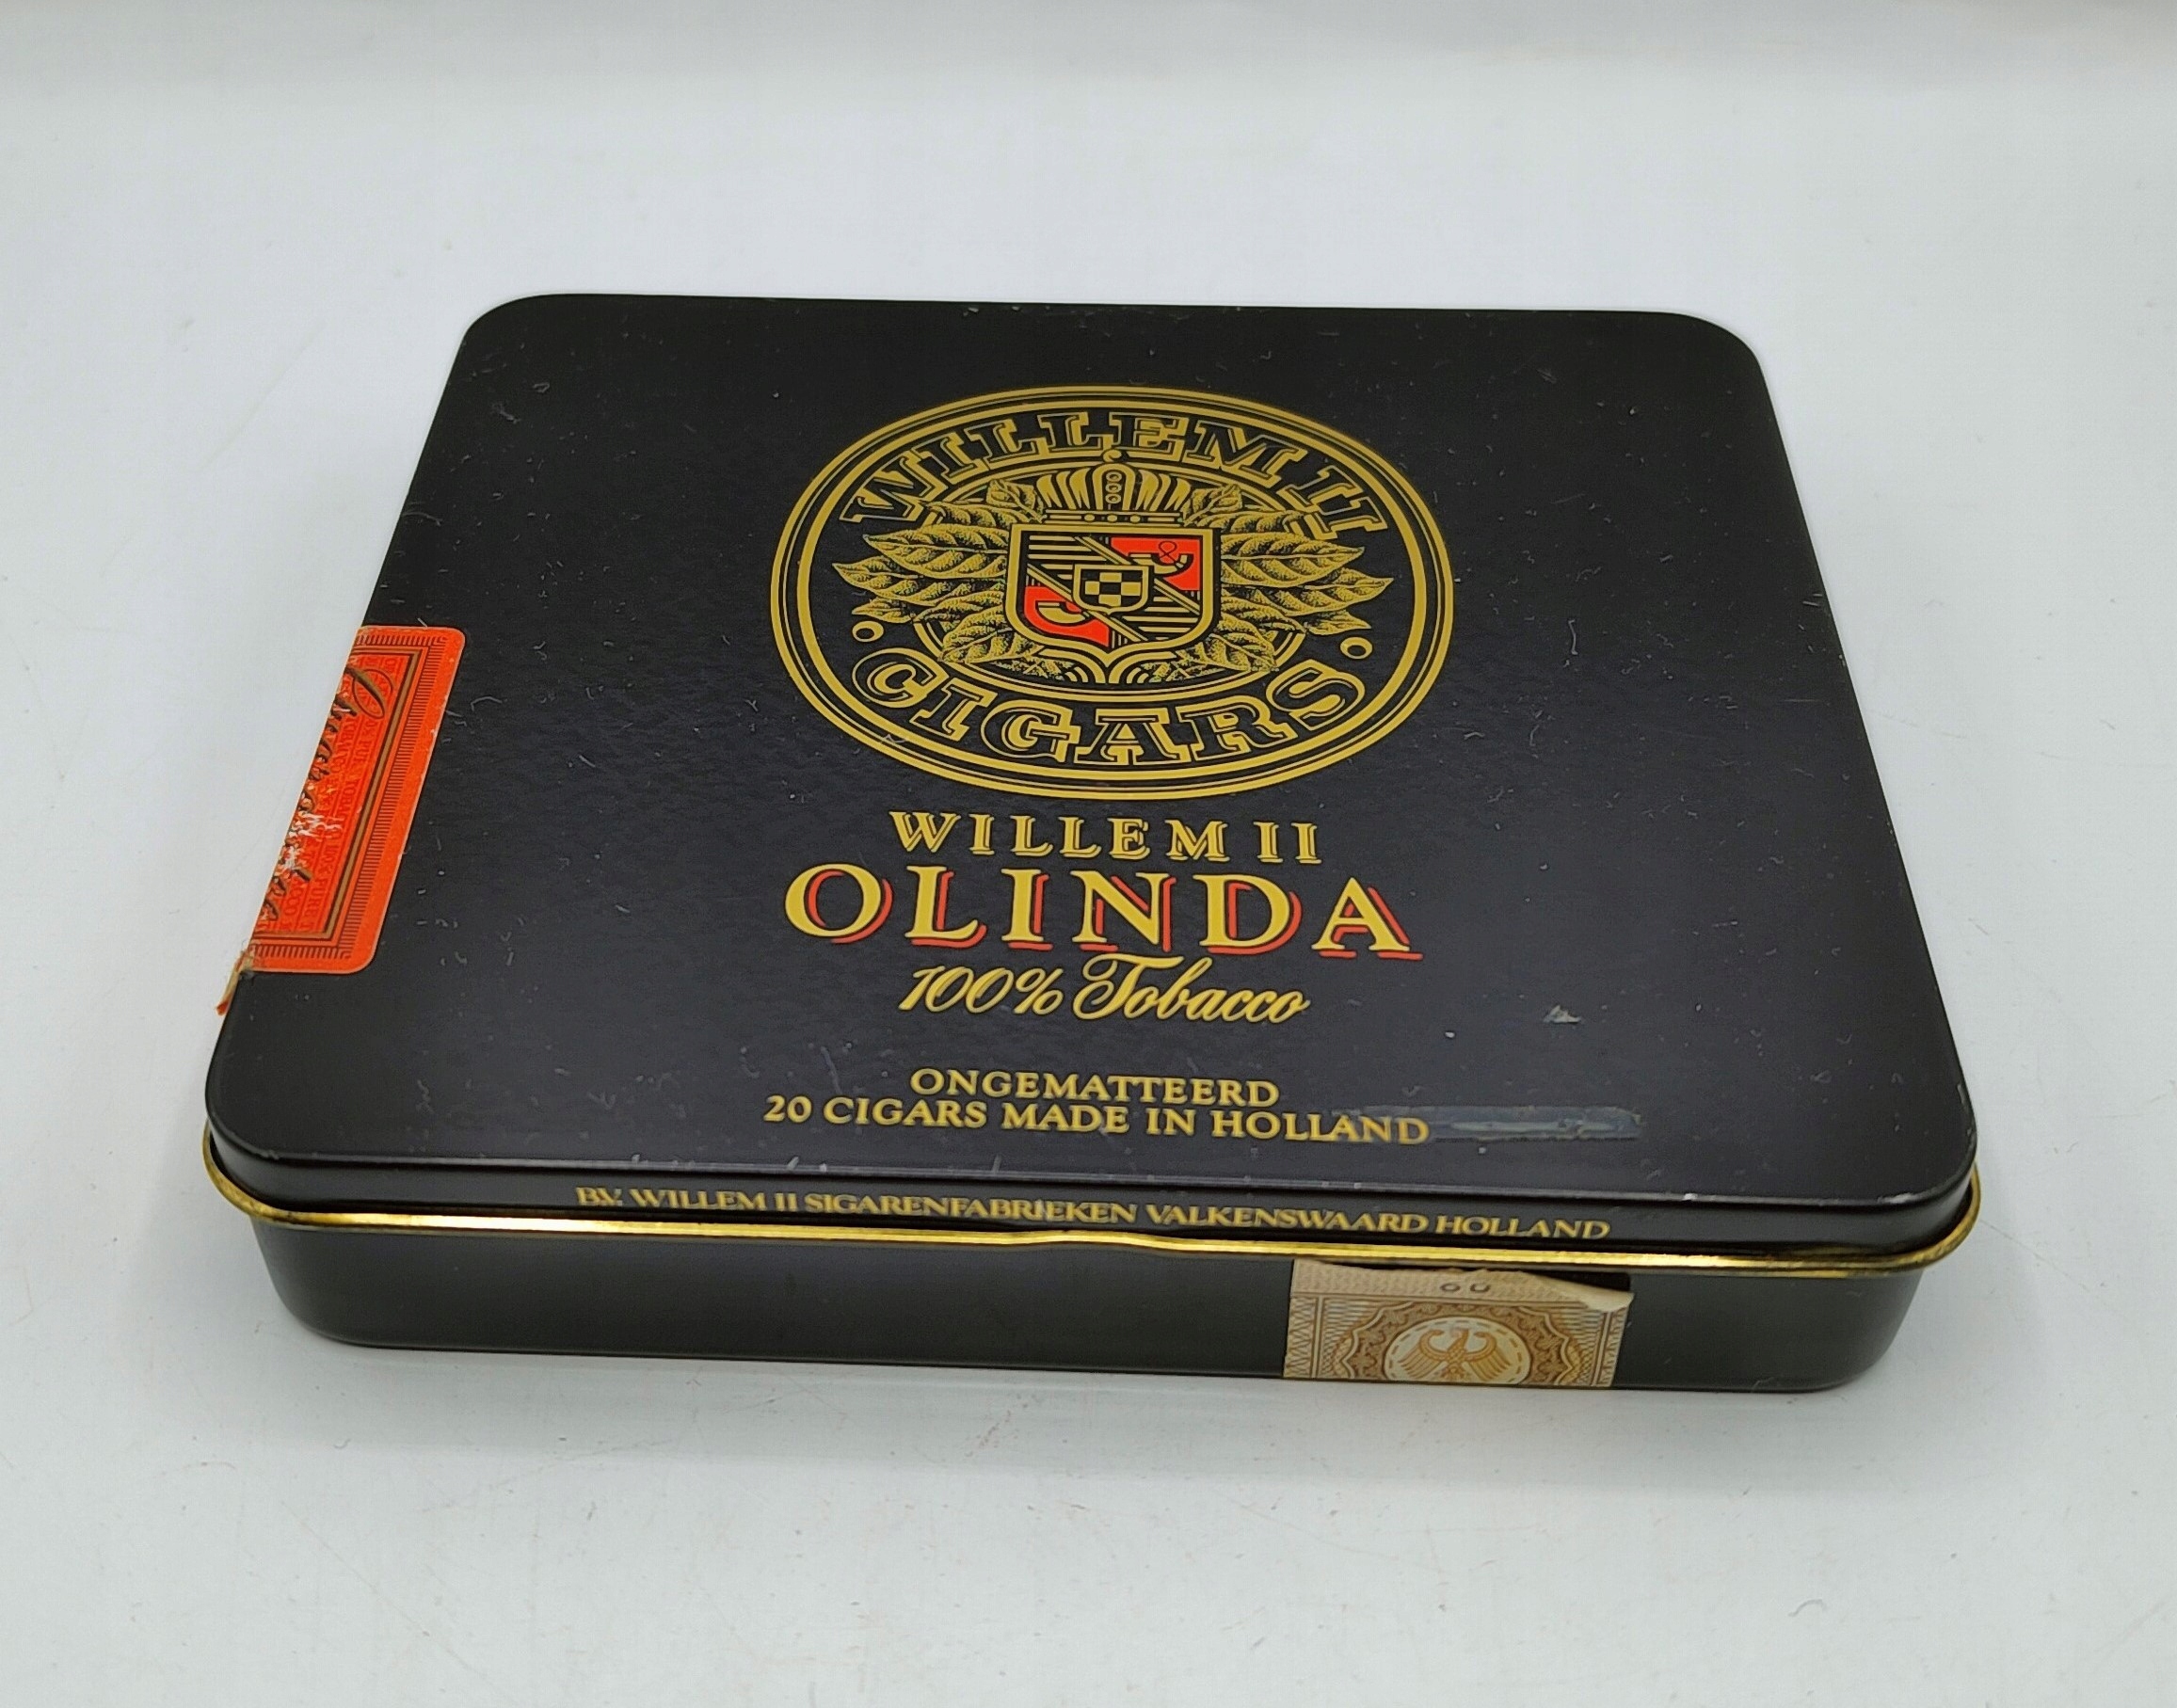 WILLEM II
CIGARS
WILLEM II
OLINDA
100% Tobacco
ONGEMATTEERD
20 CIGARS MADE IN HOLLAND
B.V. WILLEM II SIGARENFABRIEKEN VALKENSWAARD HOLLAND